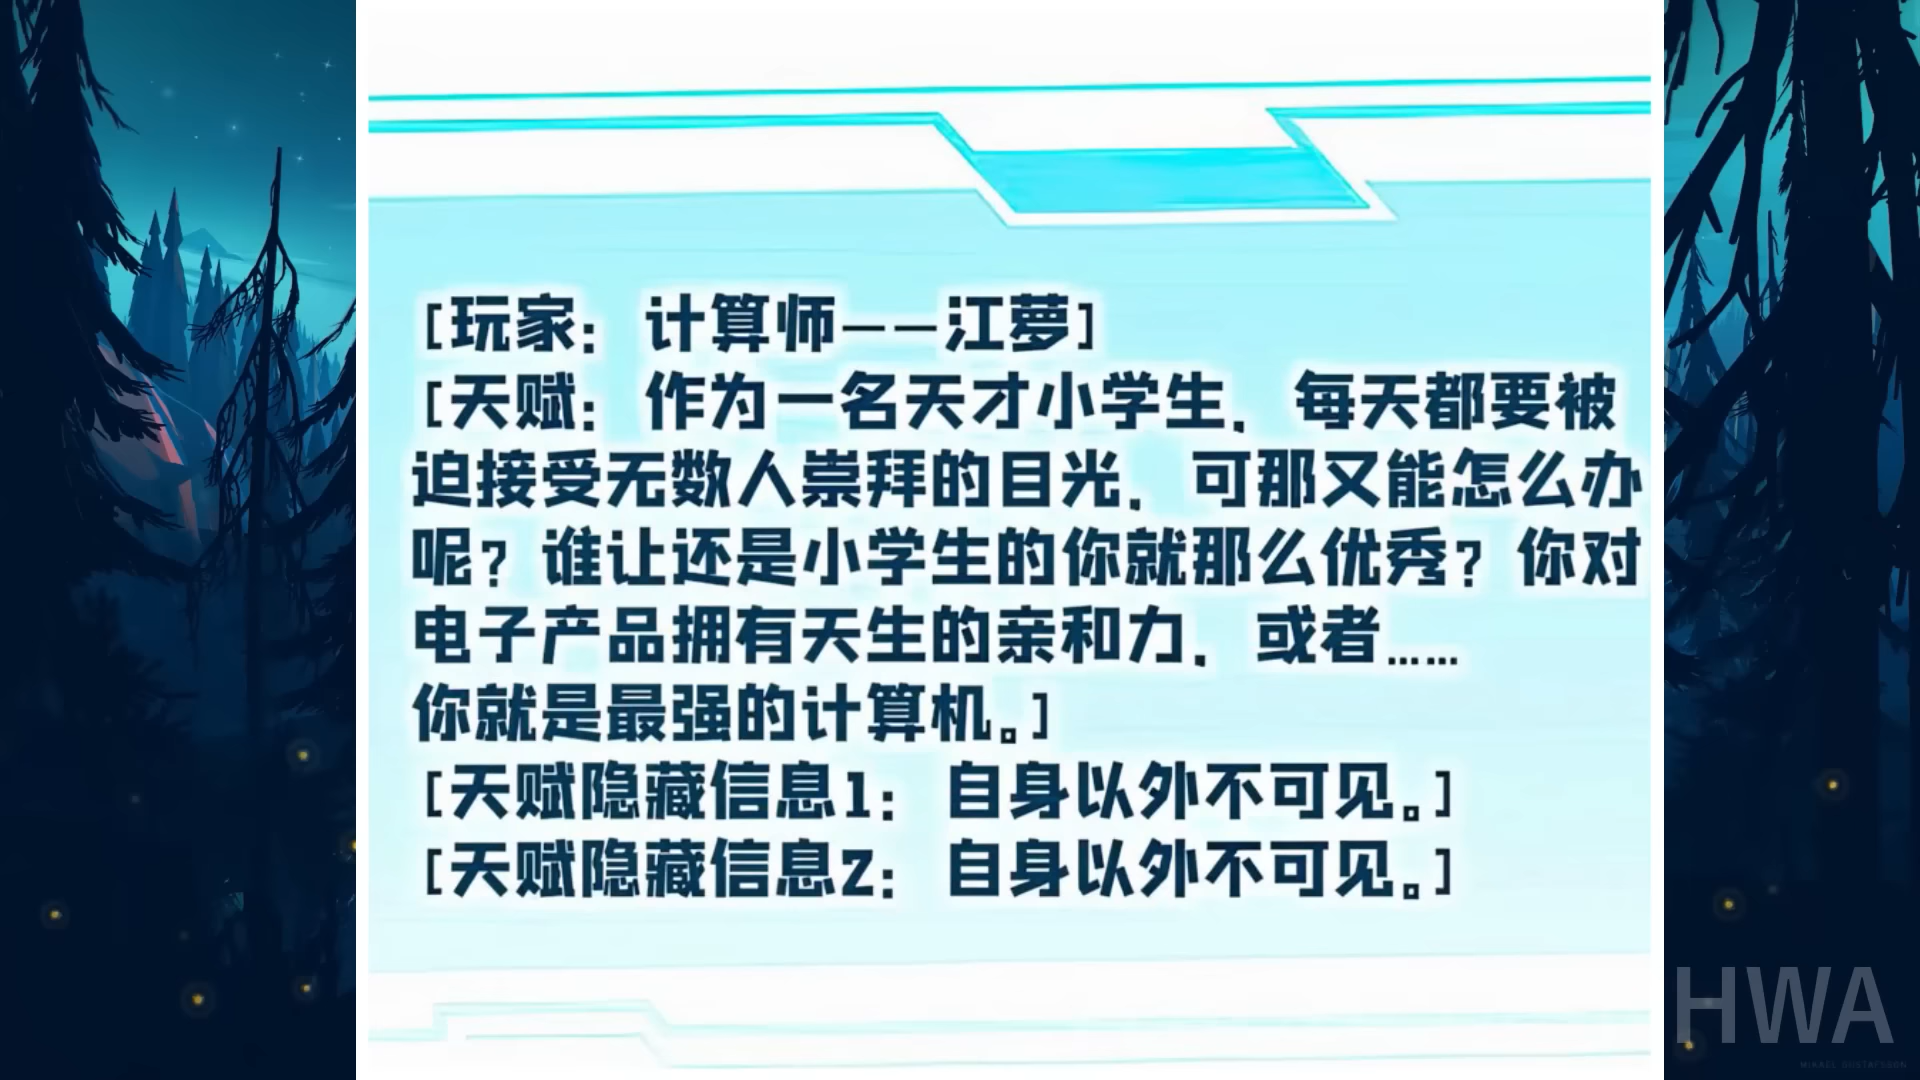 [玩家：计算师——江萝]
[天赋：作为一名天才小学生，每天都要被
迫接受无数人崇拜的目光，可那又能怎么办
呢？谁让还是小学生的你就那么优秀？你对
电子产品拥有天生的亲和力，或者……
你就是最强的计算机。]
[天赋隐藏信息1：自身以外不可见。]
[天赋隐藏信息2：自身以外不可见。]
HWA
MIKAEL GUSTAFSSON